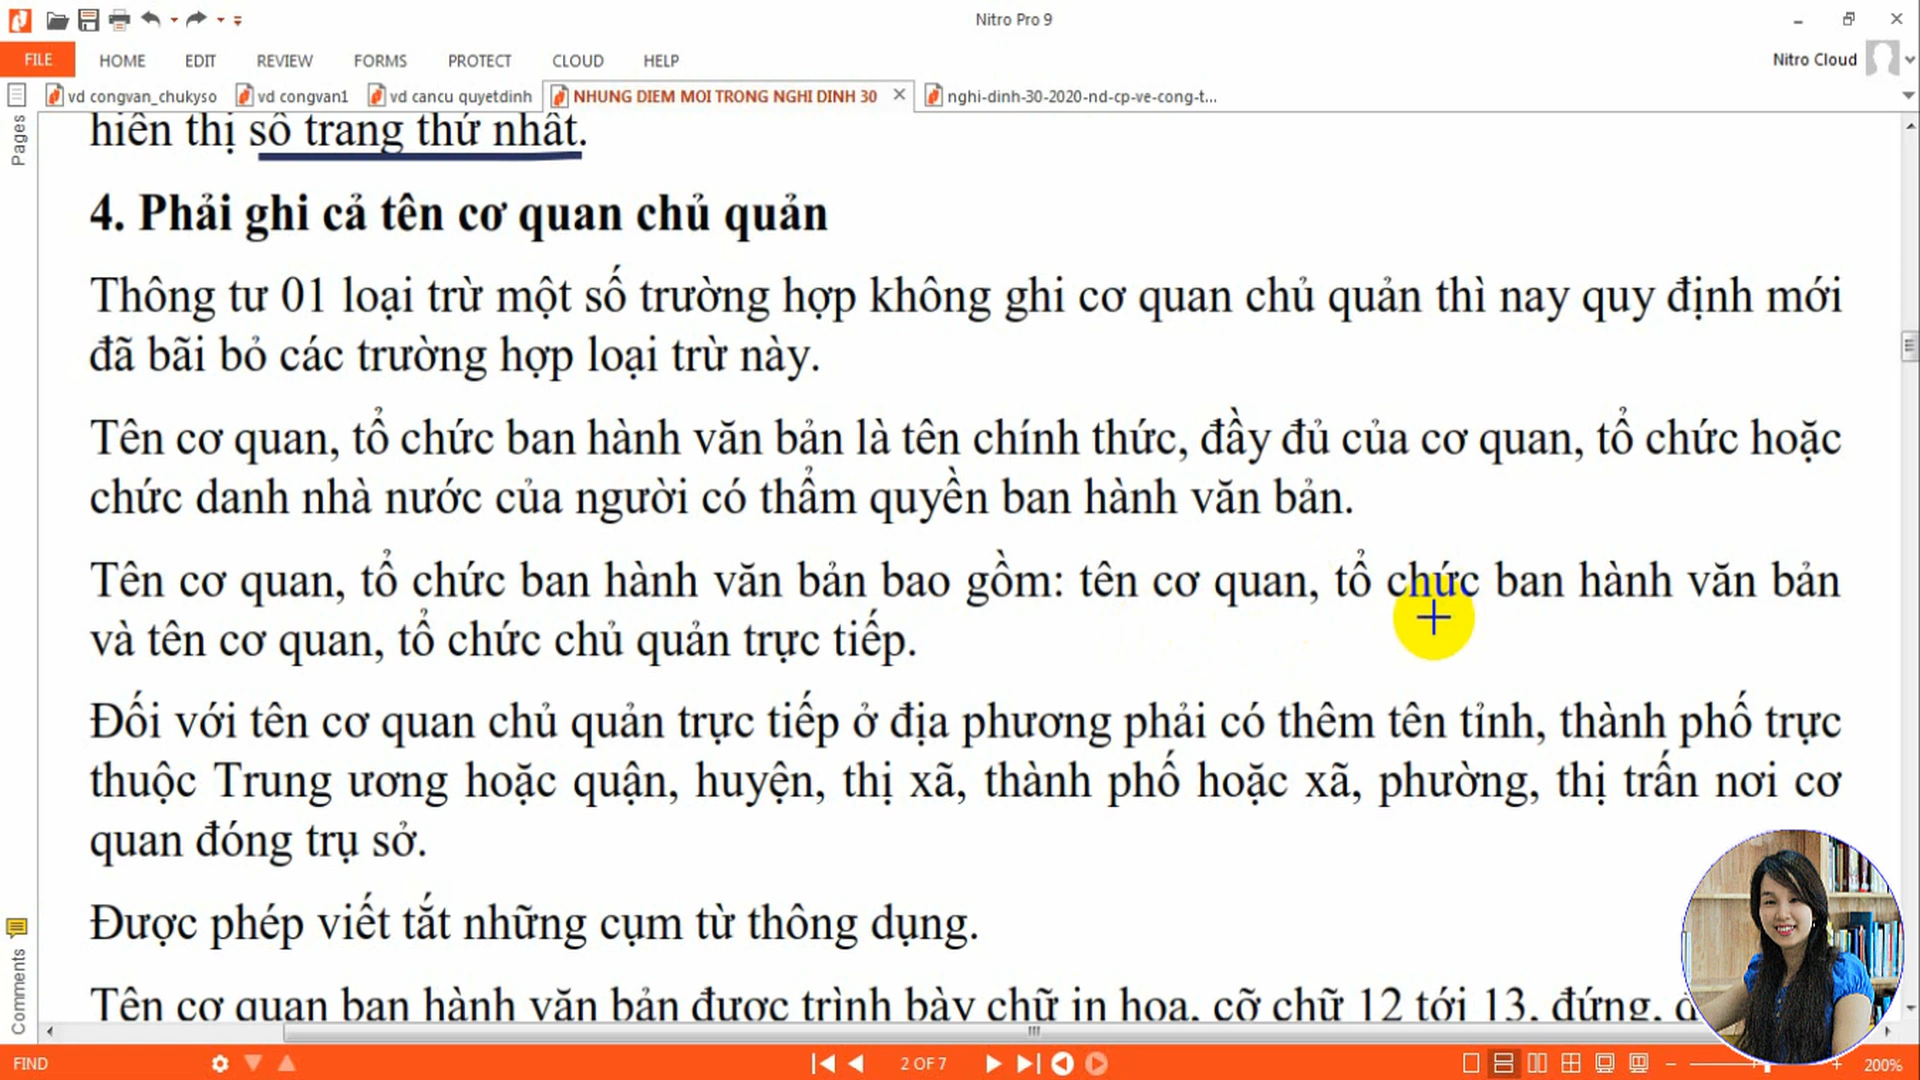 Nitro Pro 9
FILE HOME EDIT REVIEW FORMS PROTECT CLOUD HELP Nitro Cloud
vd congvan_chukyso vd congvan1 vd cancu quyetdinh NHUNG DIEM MOI TRONG NGHI DINH 30 nghi-dinh-30-2020-nd-cp-ve-cong-t...
Pages
hiển thị số trang thứ nhất.
4. Phải ghi cả tên cơ quan chủ quản
Thông tư 01 loại trừ một số trường hợp không ghi cơ quan chủ quản thì nay quy định mới
đã bãi bỏ các trường hợp loại trừ này.
Tên cơ quan, tổ chức ban hành văn bản là tên chính thức, đầy đủ của cơ quan, tổ chức hoặc
chức danh nhà nước của người có thẩm quyền ban hành văn bản.
Tên cơ quan, tổ chức ban hành văn bản bao gồm: tên cơ quan, tổ chức ban hành văn bản
và tên cơ quan, tổ chức chủ quản trực tiếp.
Đối với tên cơ quan chủ quản trực tiếp ở địa phương phải có thêm tên tỉnh, thành phố trực
thuộc Trung ương hoặc quận, huyện, thị xã, thành phố hoặc xã, phường, thị trấn nơi cơ
quan đóng trụ sở.
Được phép viết tắt những cụm từ thông dụng.
Comments
Tên cơ quan ban hành văn bản được trình bày chữ in hoa, cỡ chữ 12 tới 13, đứng,
FIND 2 OF 7 200%